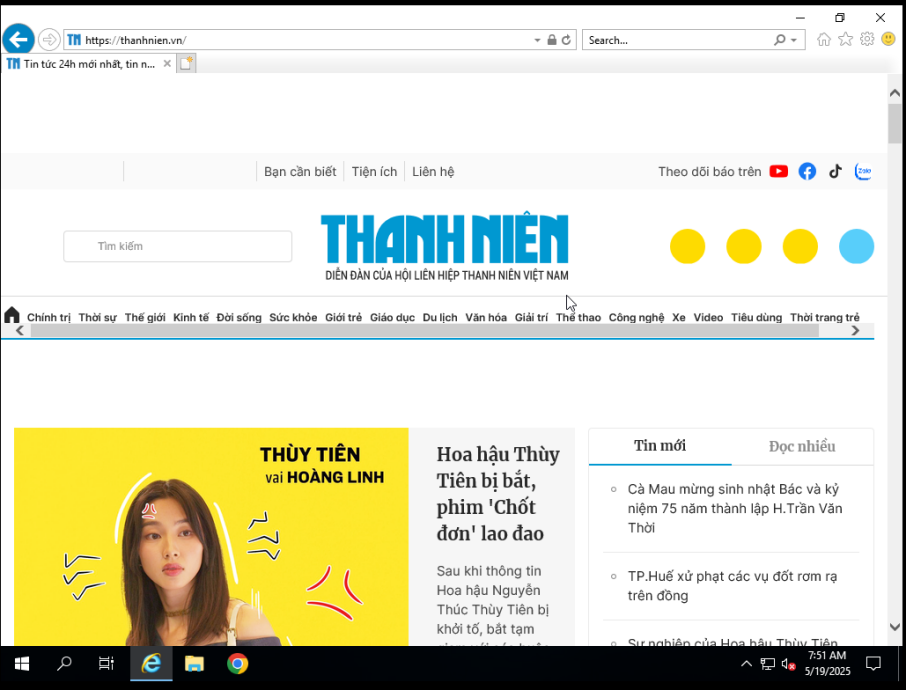 https://thanhnien.vn/
Search...
Tin tức 24h mới nhất, tin n...
Bạn cần biết
Tiện ích
Liên hệ
Theo dõi báo trên
Zalo
Tìm kiếm
THANH NIÊN
DIỄN ĐÀN CỦA HỘI LIÊN HIỆP THANH NIÊN VIỆT NAM
Chính trị Thời sự Thế giới Kinh tế Đời sống Sức khỏe Giới trẻ Giáo dục Du lịch Văn hóa Giải trí Thể thao Công nghệ Xe Video Tiêu dùng Thời trang trẻ
THÙY TIÊN
vai HOÀNG LINH
Hoa hậu Thùy
Tiên bị bắt,
phim 'Chốt
đơn' lao đao
Sau khi thông tin
Hoa hậu Nguyễn
Thúc Thùy Tiên bị
khởi tố, bắt tạm
Tin mới
Đọc nhiều
Cà Mau mừng sinh nhật Bác và kỷ
niệm 75 năm thành lập H.Trần Văn
Thời
TP.Huế xử phạt các vụ đốt rơm rạ
trên đồng
Sự nghiệp của Hoa hậu Thùy Tiên
7:51 AM
5/19/2025